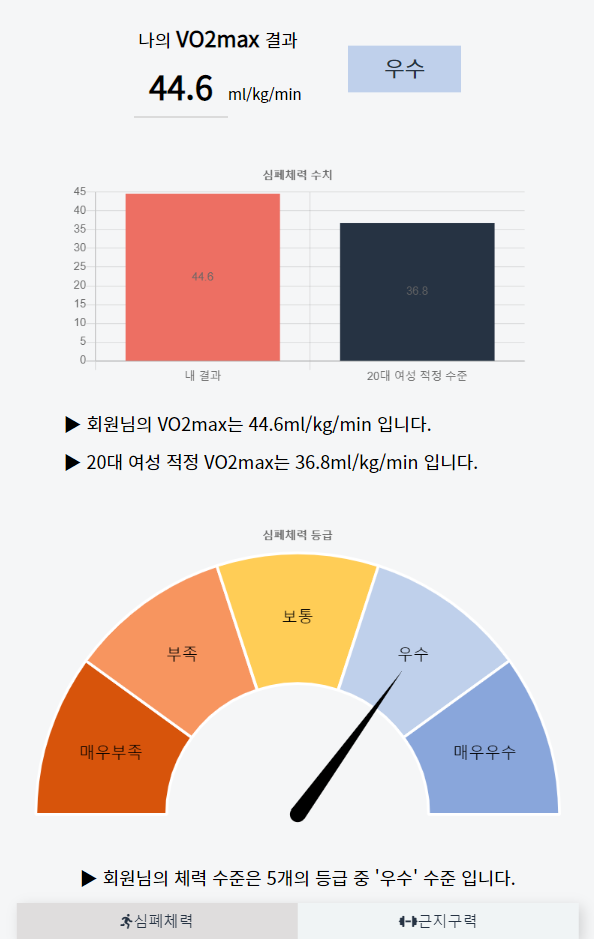 나의 VO2max 결과
44.6 ml/kg/min
우수
심폐체력 수치
45
40
35
30
25
20
15
10
5
0
44.6
36.8
내 결과
20대 여성 적정 수준
▶ 회원님의 VO2max는 44.6ml/kg/min 입니다.
▶ 20대 여성 적정 VO2max는 36.8ml/kg/min 입니다.
심폐체력 등급
매우부족
부족
보통
우수
매우우수
▶ 회원님의 체력 수준은 5개의 등급 중 '우수' 수준 입니다.
심폐체력
근지구력